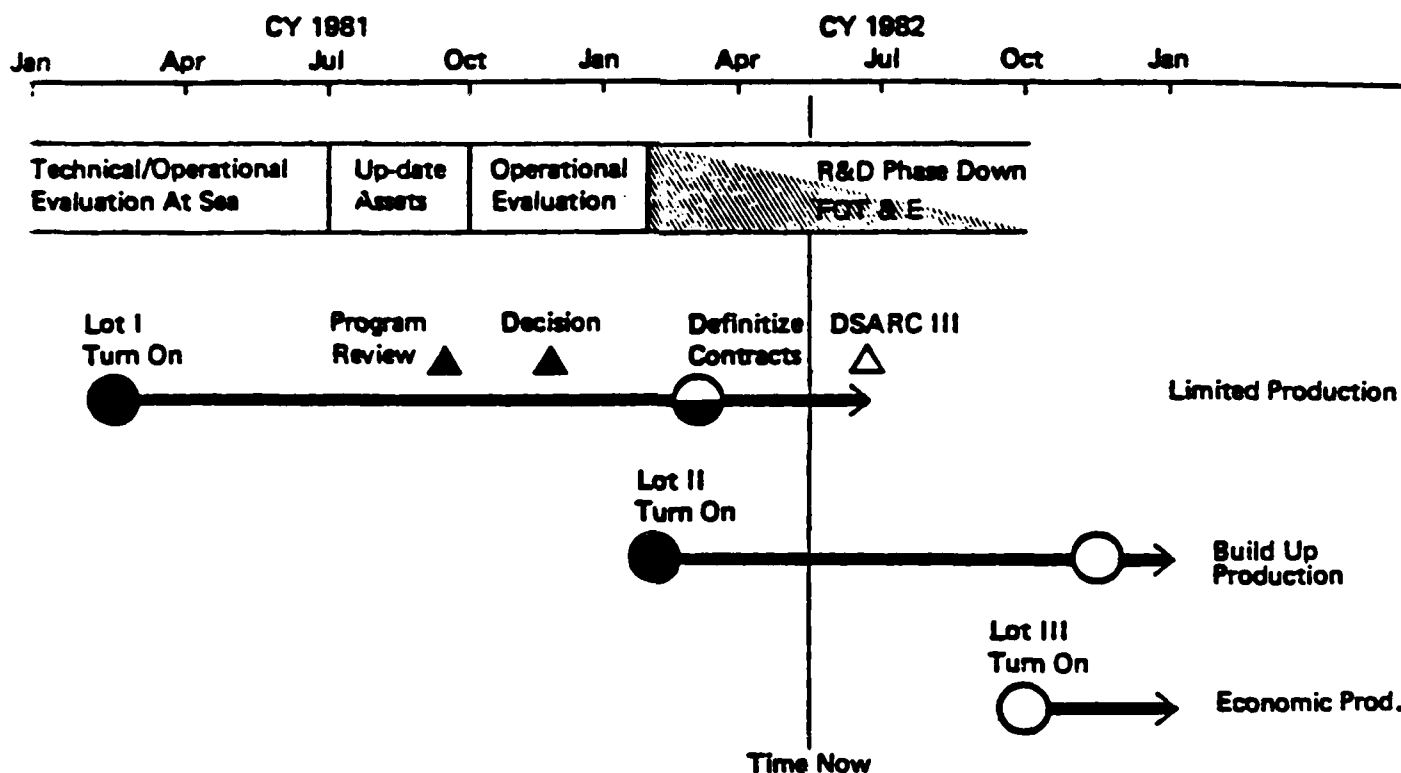 CY 1981
CY 1982
Jan Apr Jul Oct Jan Apr Jul Oct Jan
Technical/Operational
Evaluation At Sea
Up-date
Assets
Operational
Evaluation
R&D Phase Down
FOT & E
Lot I
Turn On
Program
Review
Decision
Definitize
Contracts
DSARC III
Limited Production
Lot II
Turn On
Build Up
Production
Lot III
Turn On
Economic Prod.
Time Now